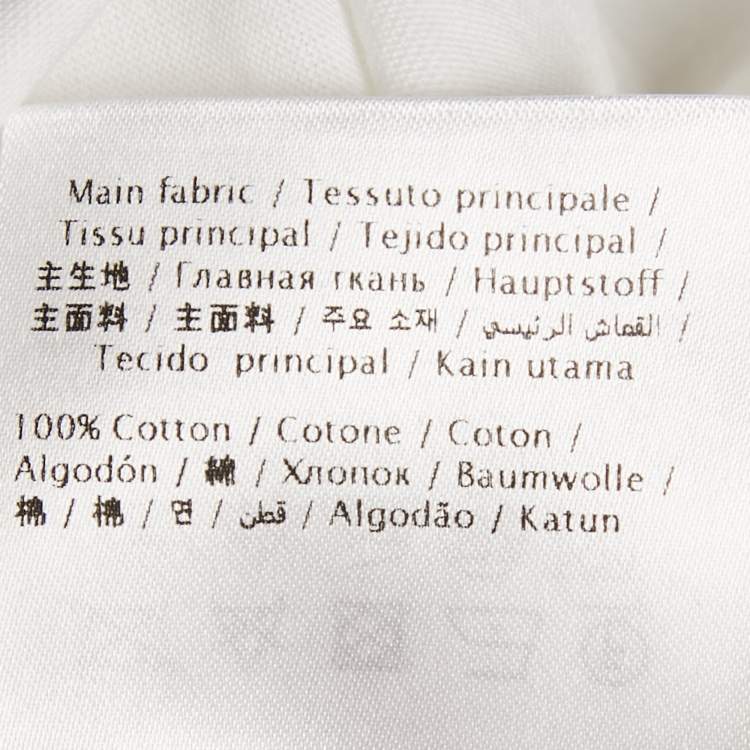 Main fabric / Tessuto principale /
Tissu principal / Tejido principal /
主生地 / Главная ткань / Hauptstoff /
主面料 / 主面料 / 주요 소재 / القماش الرئيسي /
Tecido principal / Kain utama
100% Cotton / Cotone / Coton /
Algodón / 綿 / Хлопок / Baumwolle /
棉 / 棉 / 면 / قطن / Algodão / Katun